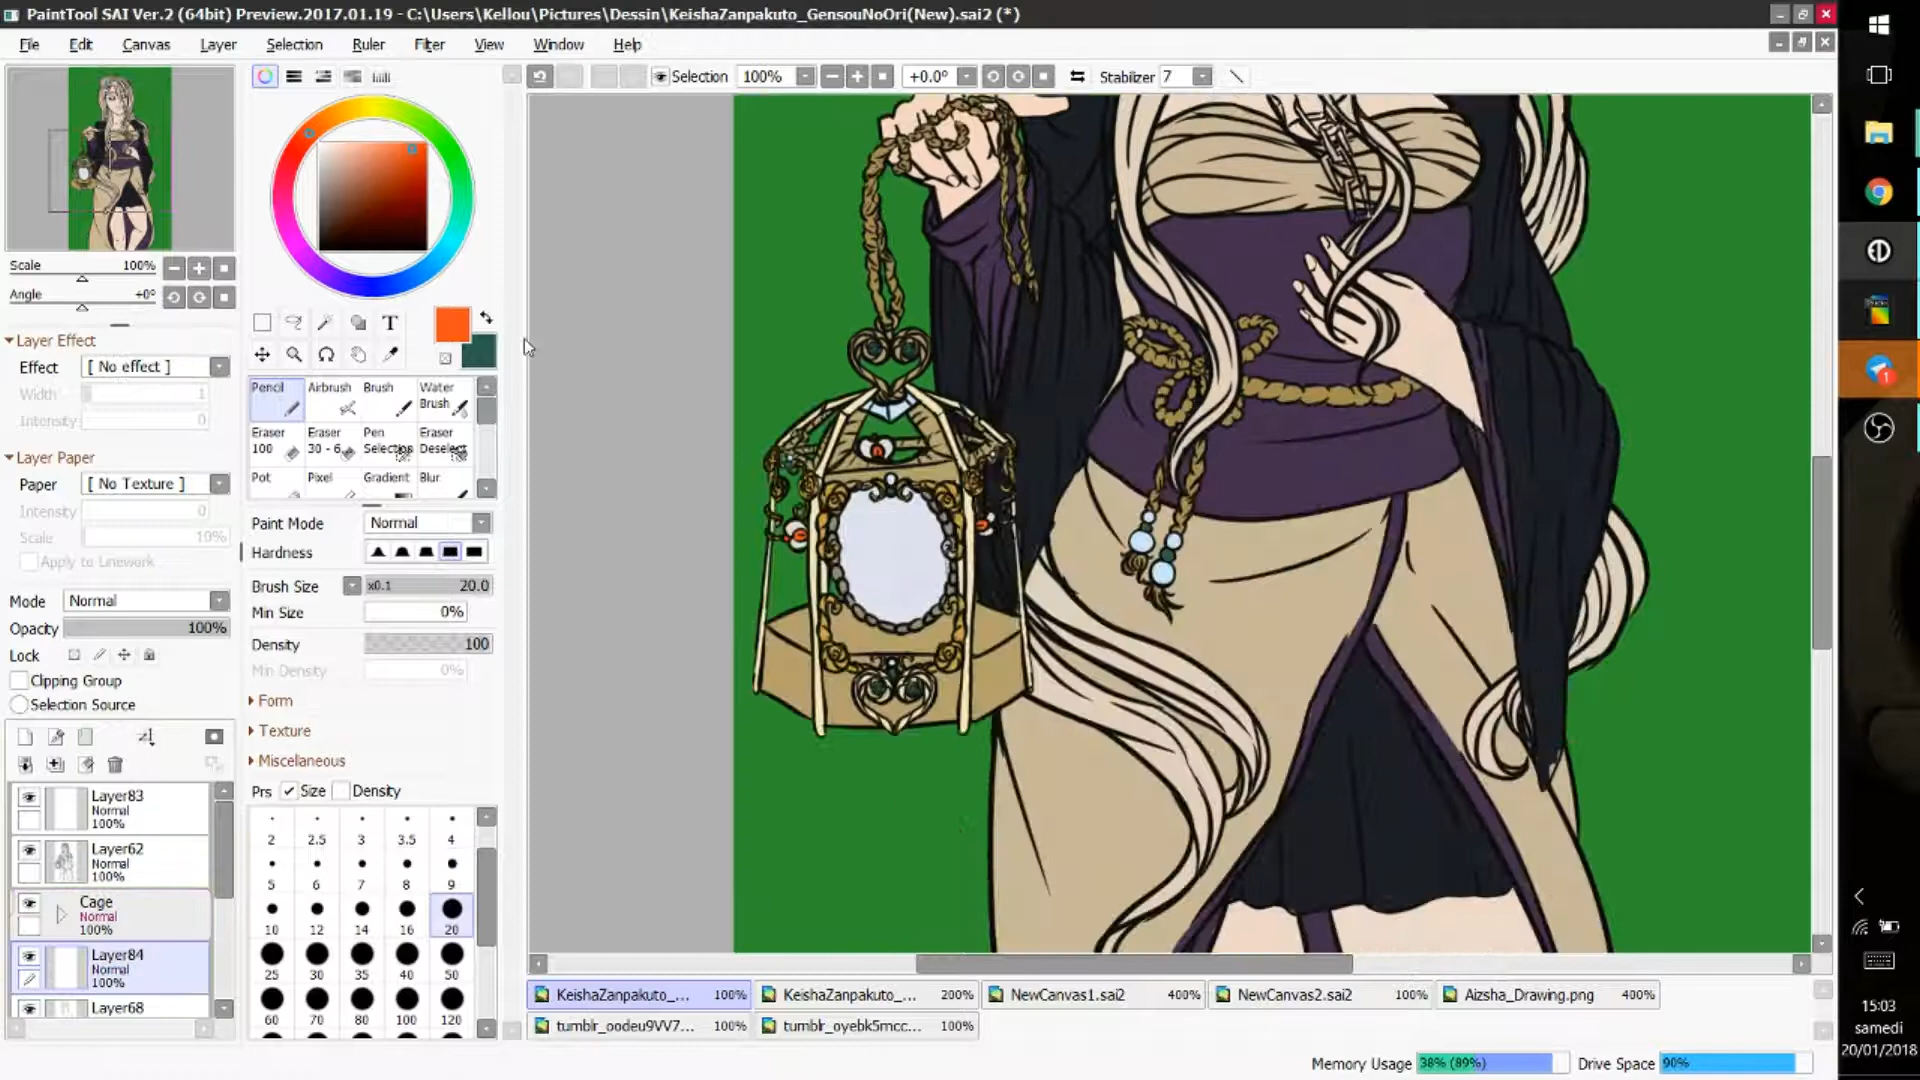 PaintTool SAI Ver.2 (64bit) Preview.2017.01.19 - C:\Users\Kellou\Pictures\Dessin\KeishaZanpakuto_GensouNoOri(New).sai2 (*)
File Edit Canvas Layer Selection Ruler Filter View Window Help
Selection 100% +0.0° Stabilizer 7
Scale 100%
Angle +0°
Layer Effect
Effect [ No effect ]
Width 1
Intensity 0
Layer Paper
Paper [ No Texture ]
Intensity 0
Scale 10%
Apply to Linework
Mode Normal
Opacity 100%
Lock
Clipping Group
Selection Source
Layer83
Normal
100%
Layer62
Normal
100%
Cage
Normal
100%
Layer84
Normal
100%
Layer68
T
Pencil Airbrush Brush Water Brush
Eraser 100 Eraser 30 - 6 Pen Selection Eraser Deselect
Pot Pixel Gradient Blur
Paint Mode Normal
Hardness
Brush Size x0.1 20.0
Min Size 0%
Density 100
Min Density 0%
Form
Texture
Miscellaneous
Prs Size Density
2 2.5 3 3.5 4
5 6 7 8 9
10 12 14 16 20
25 30 35 40 50
60 70 80 100 120
KeishaZanpakuto_... 100% KeishaZanpakuto_... 200% NewCanvas1.sai2 400% NewCanvas2.sai2 100% Aizsha_Drawing.png 400%
tumblr_oodeu9VV7... 100% tumblr_oyebk5mcc... 100%
Memory Usage 38% (89%) Drive Space 90%
1
15:03
samedi
20/01/2018